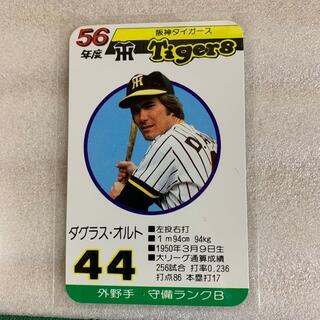 56
年度
阪神タイガース
TH Tigers
ダグラス・オルト
44
■左投右打
■1m94cm 94kg
■1950年3月9日生
■大リーグ通算成績
256試合 打率0.236
打点86 本塁打17
外野手 守備ランクB